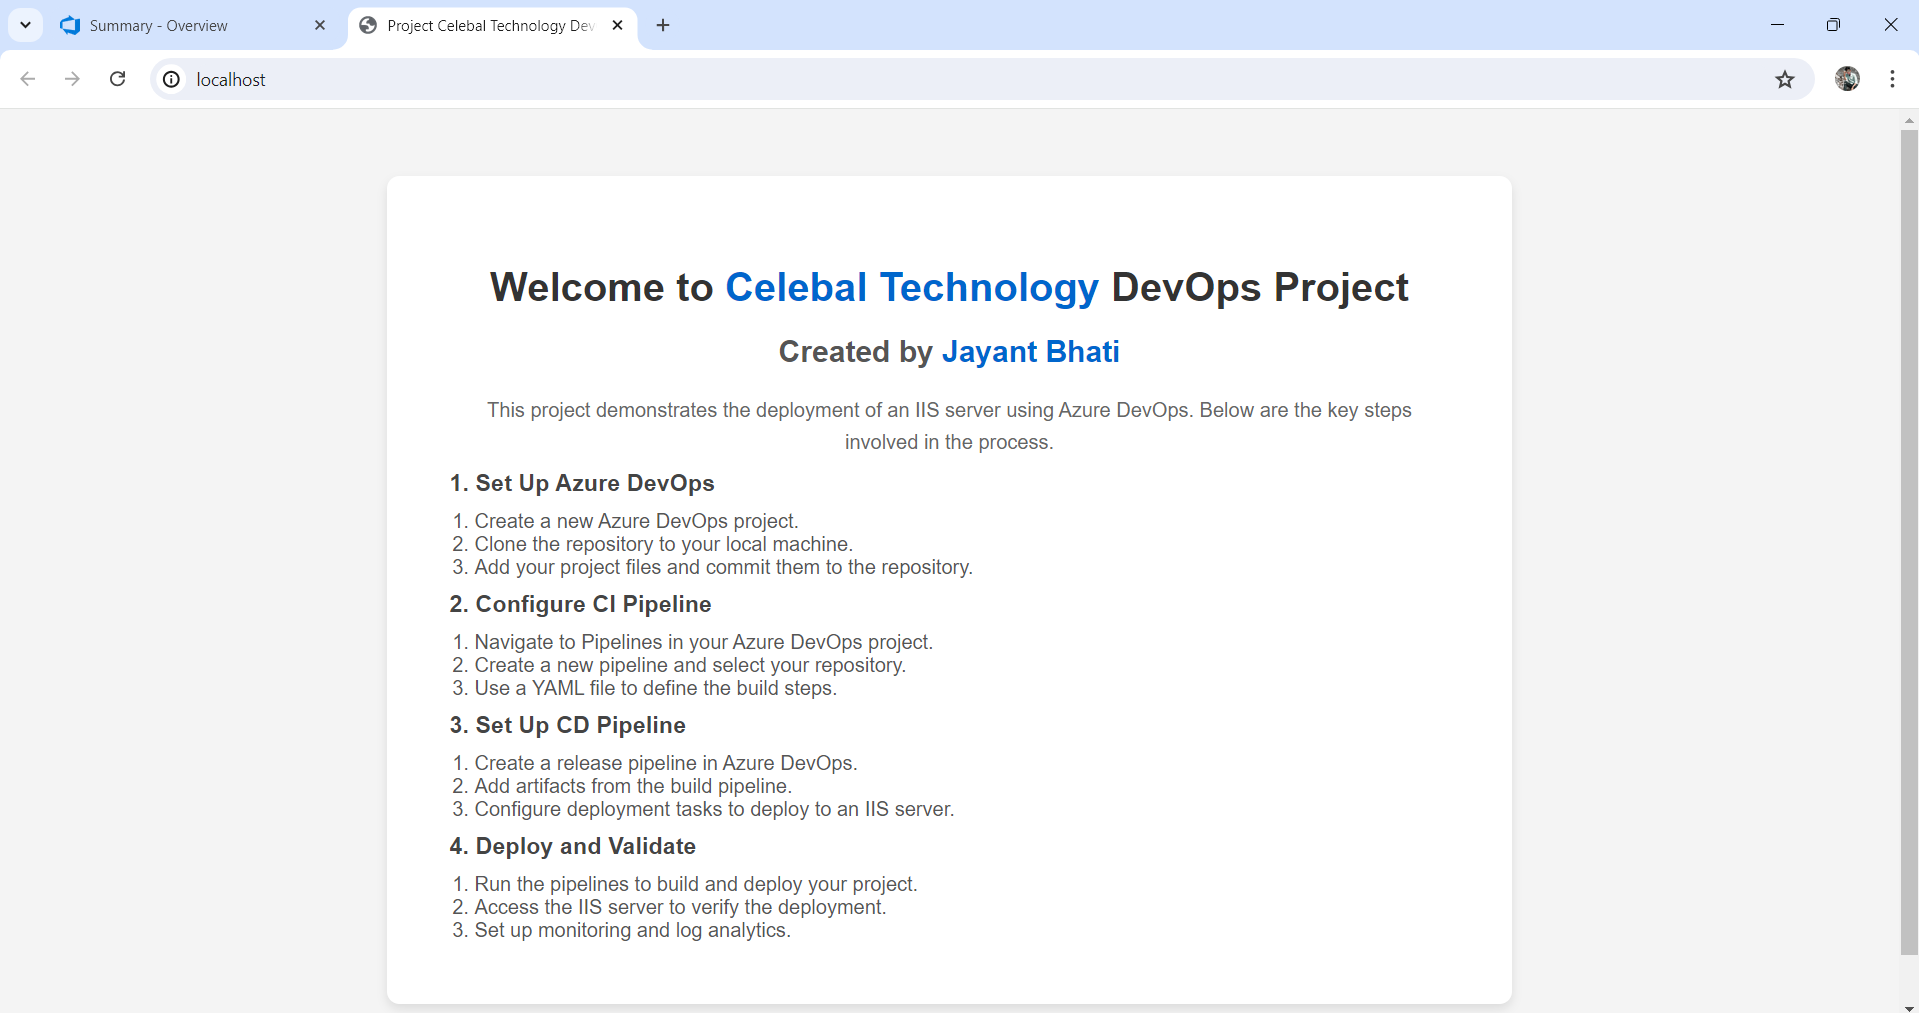 Summary - Overview
Project Celebal Technology Dev
localhost
Welcome to Celebal Technology DevOps Project
Created by Jayant Bhati
This project demonstrates the deployment of an IIS server using Azure DevOps. Below are the key steps
involved in the process.
1. Set Up Azure DevOps
1. Create a new Azure DevOps project.
2. Clone the repository to your local machine.
3. Add your project files and commit them to the repository.
2. Configure CI Pipeline
1. Navigate to Pipelines in your Azure DevOps project.
2. Create a new pipeline and select your repository.
3. Use a YAML file to define the build steps.
3. Set Up CD Pipeline
1. Create a release pipeline in Azure DevOps.
2. Add artifacts from the build pipeline.
3. Configure deployment tasks to deploy to an IIS server.
4. Deploy and Validate
1. Run the pipelines to build and deploy your project.
2. Access the IIS server to verify the deployment.
3. Set up monitoring and log analytics.